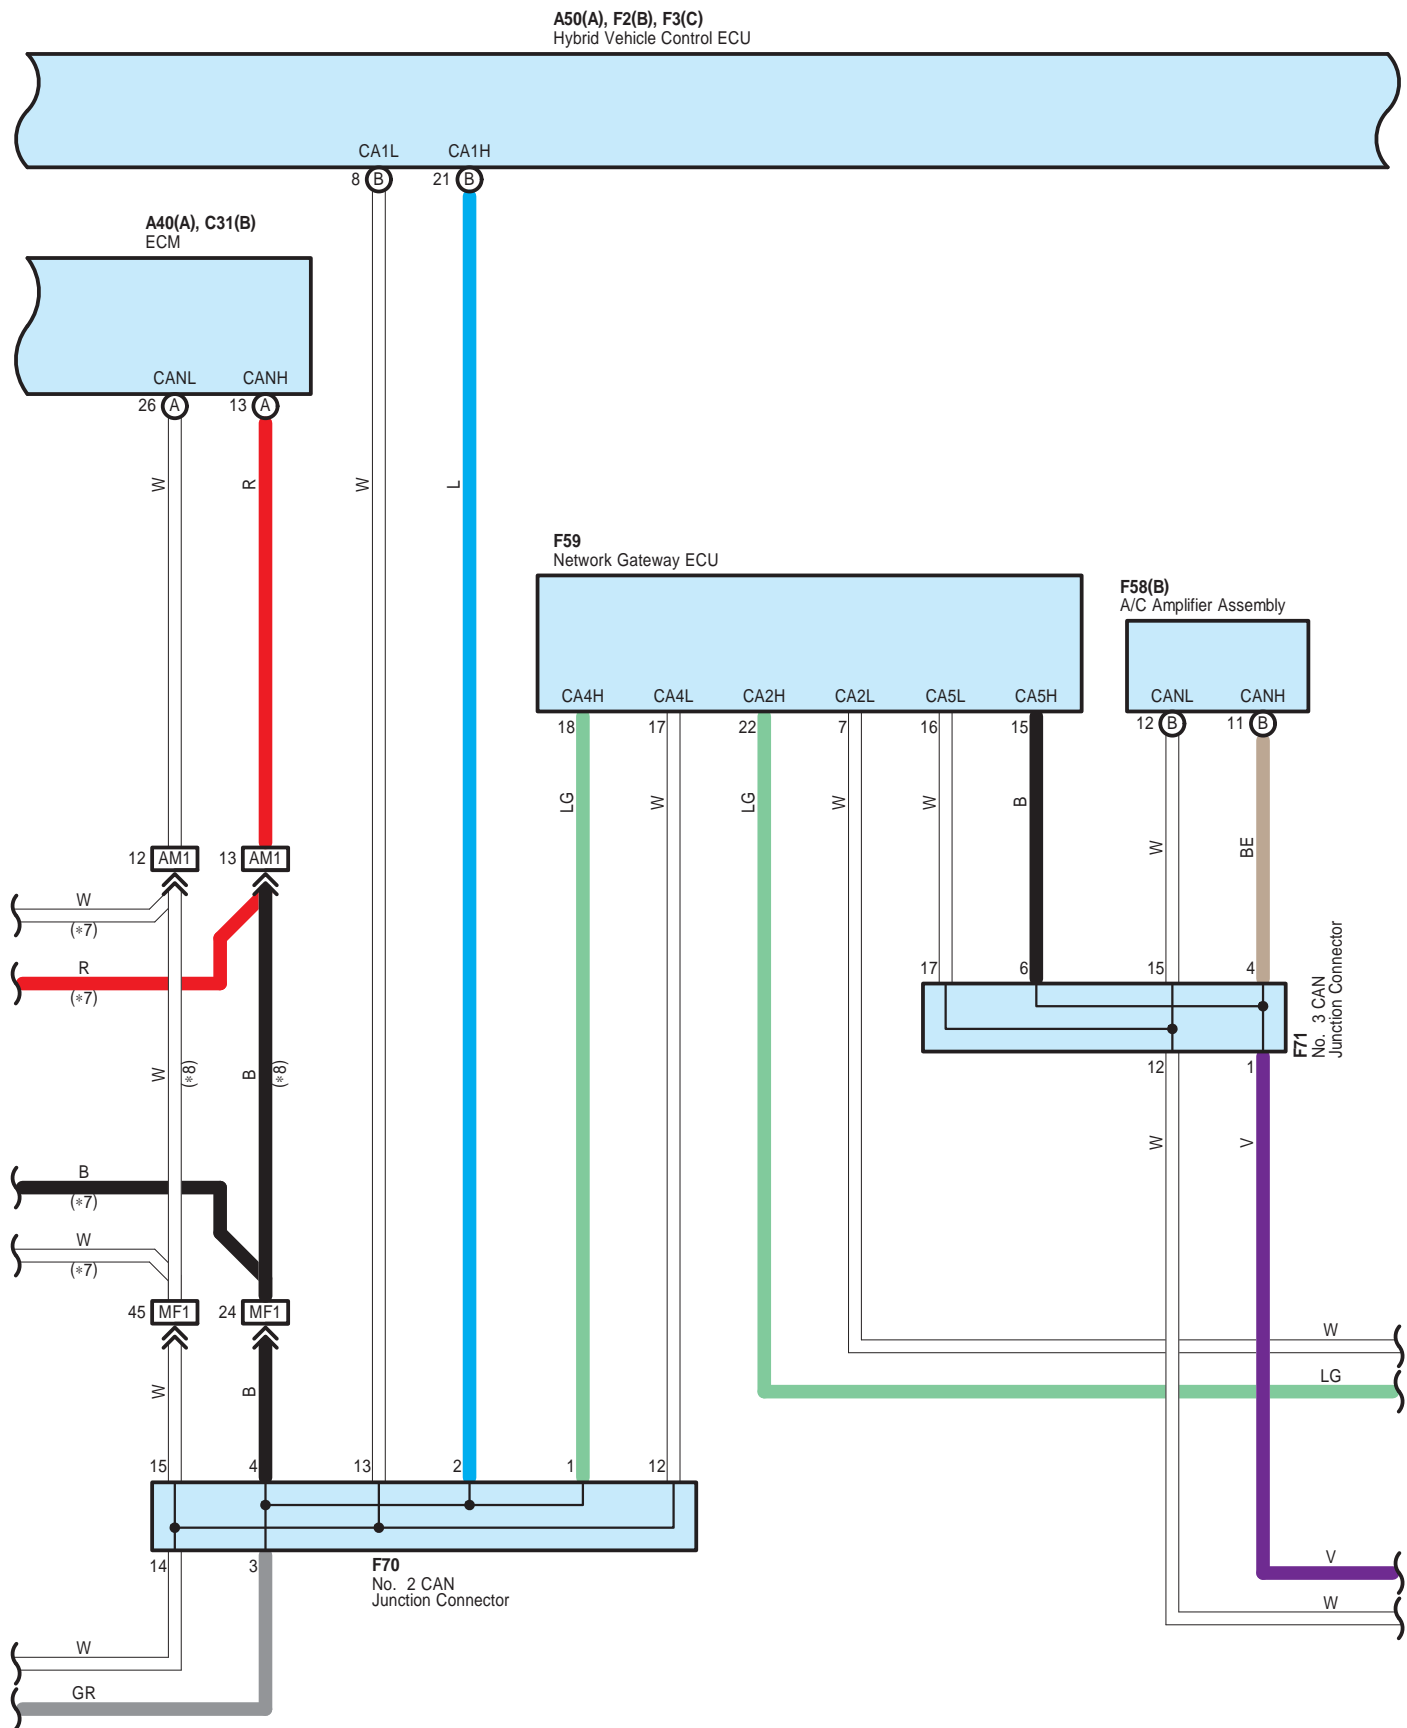 A50(A), F2(B), F3(C)
Hybrid Vehicle Control ECU
CA1L CA1H
8 B 21 B
A40(A), C31(B)
ECM
CANL CANH
26 A 13 A
W R W L
F59
Network Gateway ECU
F58(B)
A/C Amplifier Assembly
CA4H CA4L CA2H CA2L CA5L CA5H CANL CANH
18 17 22 7 16 15 12 B 11 B
LG W LG W W B W BE
12 AM1 13 AM1
W
(*7)
R
(*7)
17 6 15 4
F71
No. 3 CAN
Junction Connector
12 1
W (*8) B (*8)
W V
B
(*7)
W
(*7)
45 MF1 24 MF1
W
LG
W B
15 4 13 2 1 12
14 3
F70
No. 2 CAN
Junction Connector
V
W
W
GR